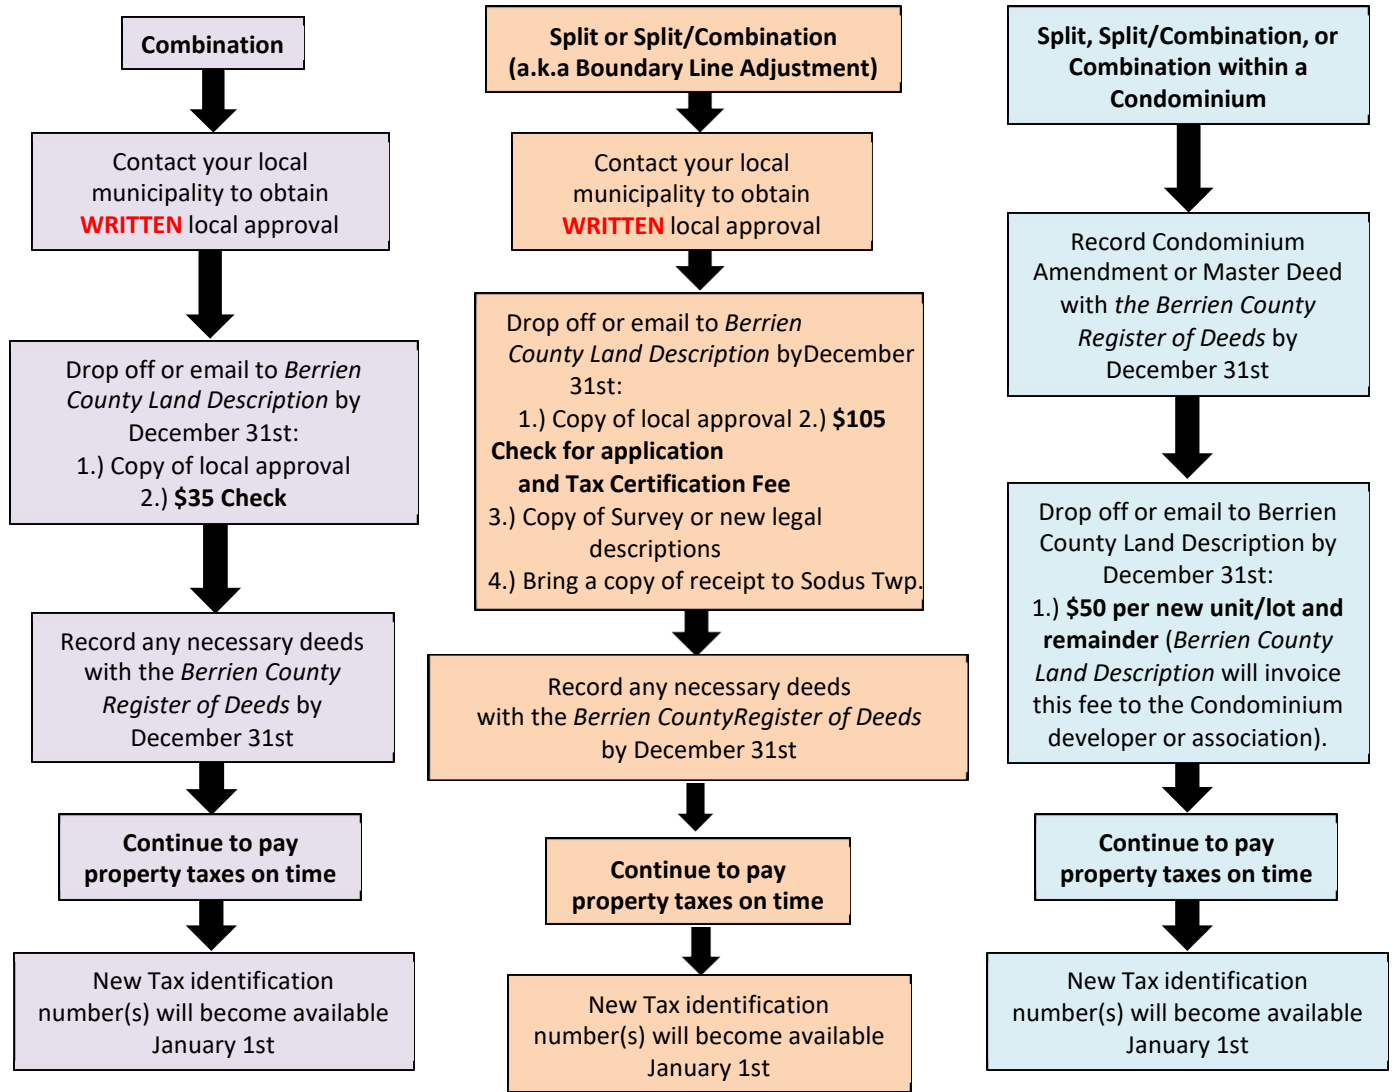 Combination
Contact your local
municipality to obtain
WRITTEN local approval
Drop off or email to Berrien
County Land Description by
December 31st:
1.) Copy of local approval
2.) $35 Check
Record any necessary deeds
with the Berrien County
Register of Deeds by
December 31st
Continue to pay
property taxes on time
New Tax identification
number(s) will become available
January 1st
Split or Split/Combination
(a.k.a Boundary Line Adjustment)
Contact your local
municipality to obtain
WRITTEN local approval
Drop off or email to Berrien
County Land Description byDecember
31st:
1.) Copy of local approval 2.) $105
Check for application
and Tax Certification Fee
3.) Copy of Survey or new legal
descriptions
4.) Bring a copy of receipt to Sodus Twp.
Record any necessary deeds
with the Berrien CountyRegister of Deeds
by December 31st
Continue to pay
property taxes on time
New Tax identification
number(s) will become available
January 1st
Split, Split/Combination, or
Combination within a
Condominium
Record Condominium
Amendment or Master Deed
with the Berrien County
Register of Deeds by
December 31st
Drop off or email to Berrien
County Land Description by
December 31st:
1.) $50 per new unit/lot and
remainder (Berrien County
Land Description will invoice
this fee to the Condominium
developer or association).
Continue to pay
property taxes on time
New Tax identification
number(s) will become available
January 1st